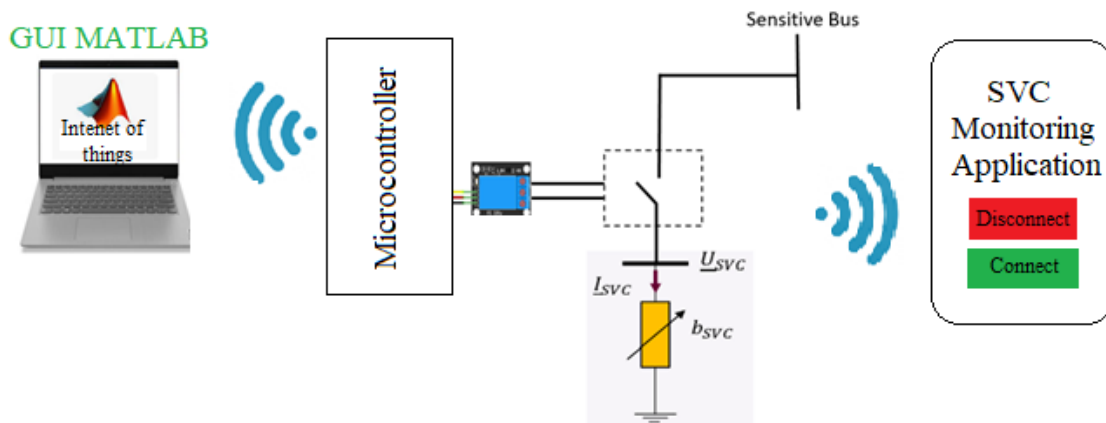 GUI MATLAB
Intenet of
things
Microcontroller
Sensitive Bus
U_SVC
I_SVC
b_SVC
SVC
Monitoring
Application
Disconnect
Connect